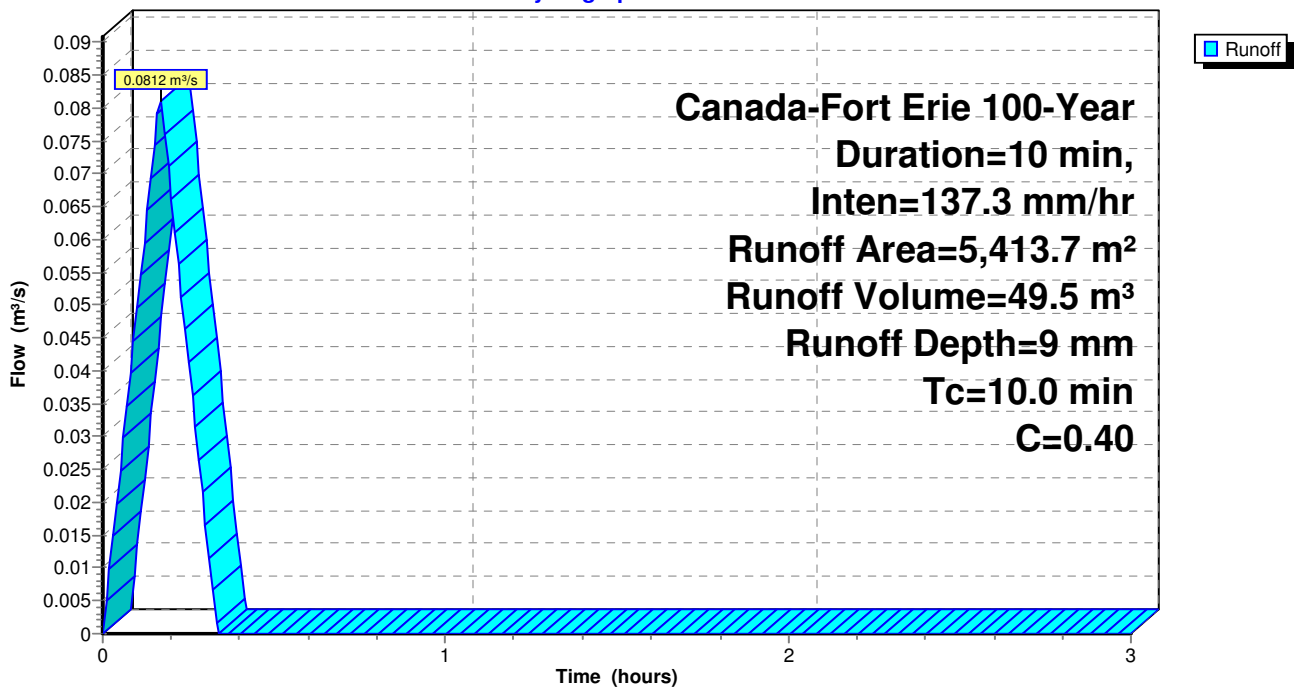 Runoff
0.09
0.085
0.08
0.075
0.07
0.065
0.06
0.055
0.05
0.045
0.04
0.035
0.03
0.025
0.02
0.015
0.01
0.005
0
Flow (m³/s)
0.0812 m³/s
Canada-Fort Erie 100-Year
Duration=10 min,
Inten=137.3 mm/hr
Runoff Area=5,413.7 m²
Runoff Volume=49.5 m³
Runoff Depth=9 mm
Tc=10.0 min
C=0.40
0 1 2 3
Time (hours)